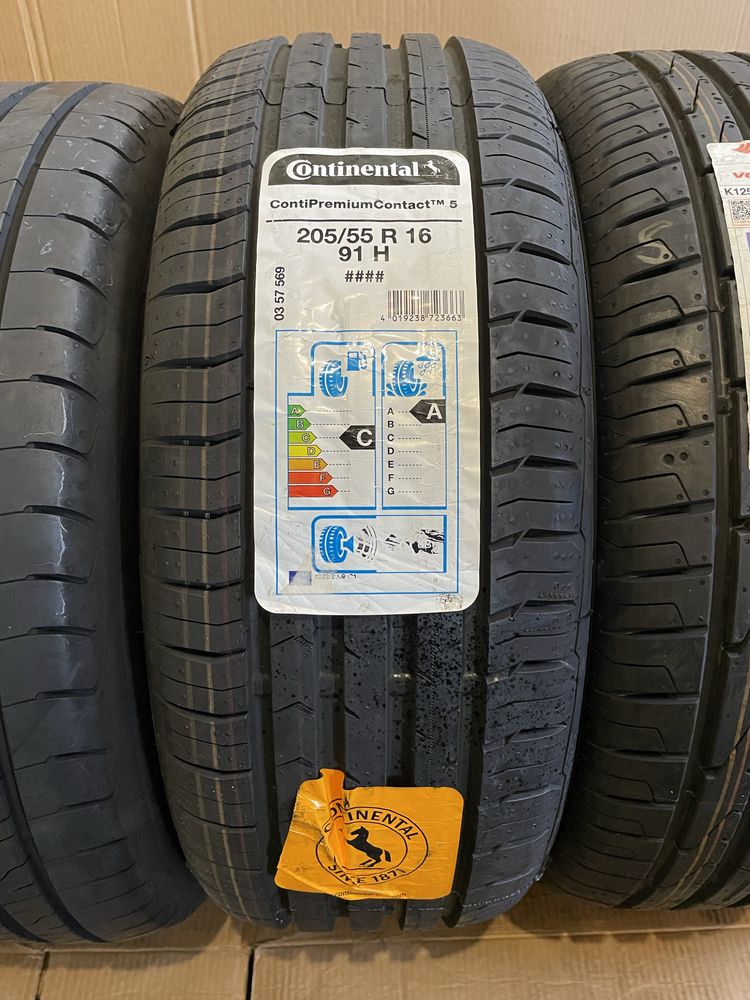 Continental
ContiPremiumContact™ 5
205/55 R 16
91 H
####
03 57 569
4 019238 723663
A
B
C
D
E
F
G
C
A
B
C
D
E
F
G
A
CONTINENTAL
SINCE 1871
K125